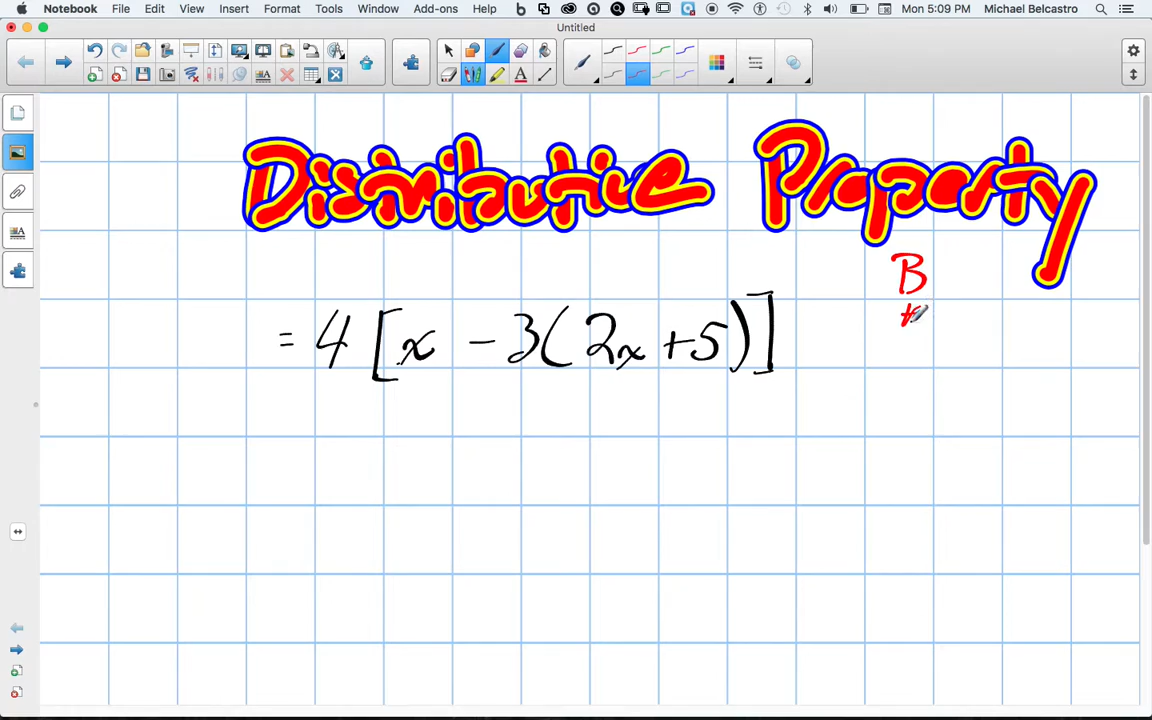 Notebook File Edit View Insert Format Tools Window Add-ons Help Mon 5:09 PM Michael Belcastro
Untitled
Distributive Property
B
= 4 [x - 3(2x + 5)]